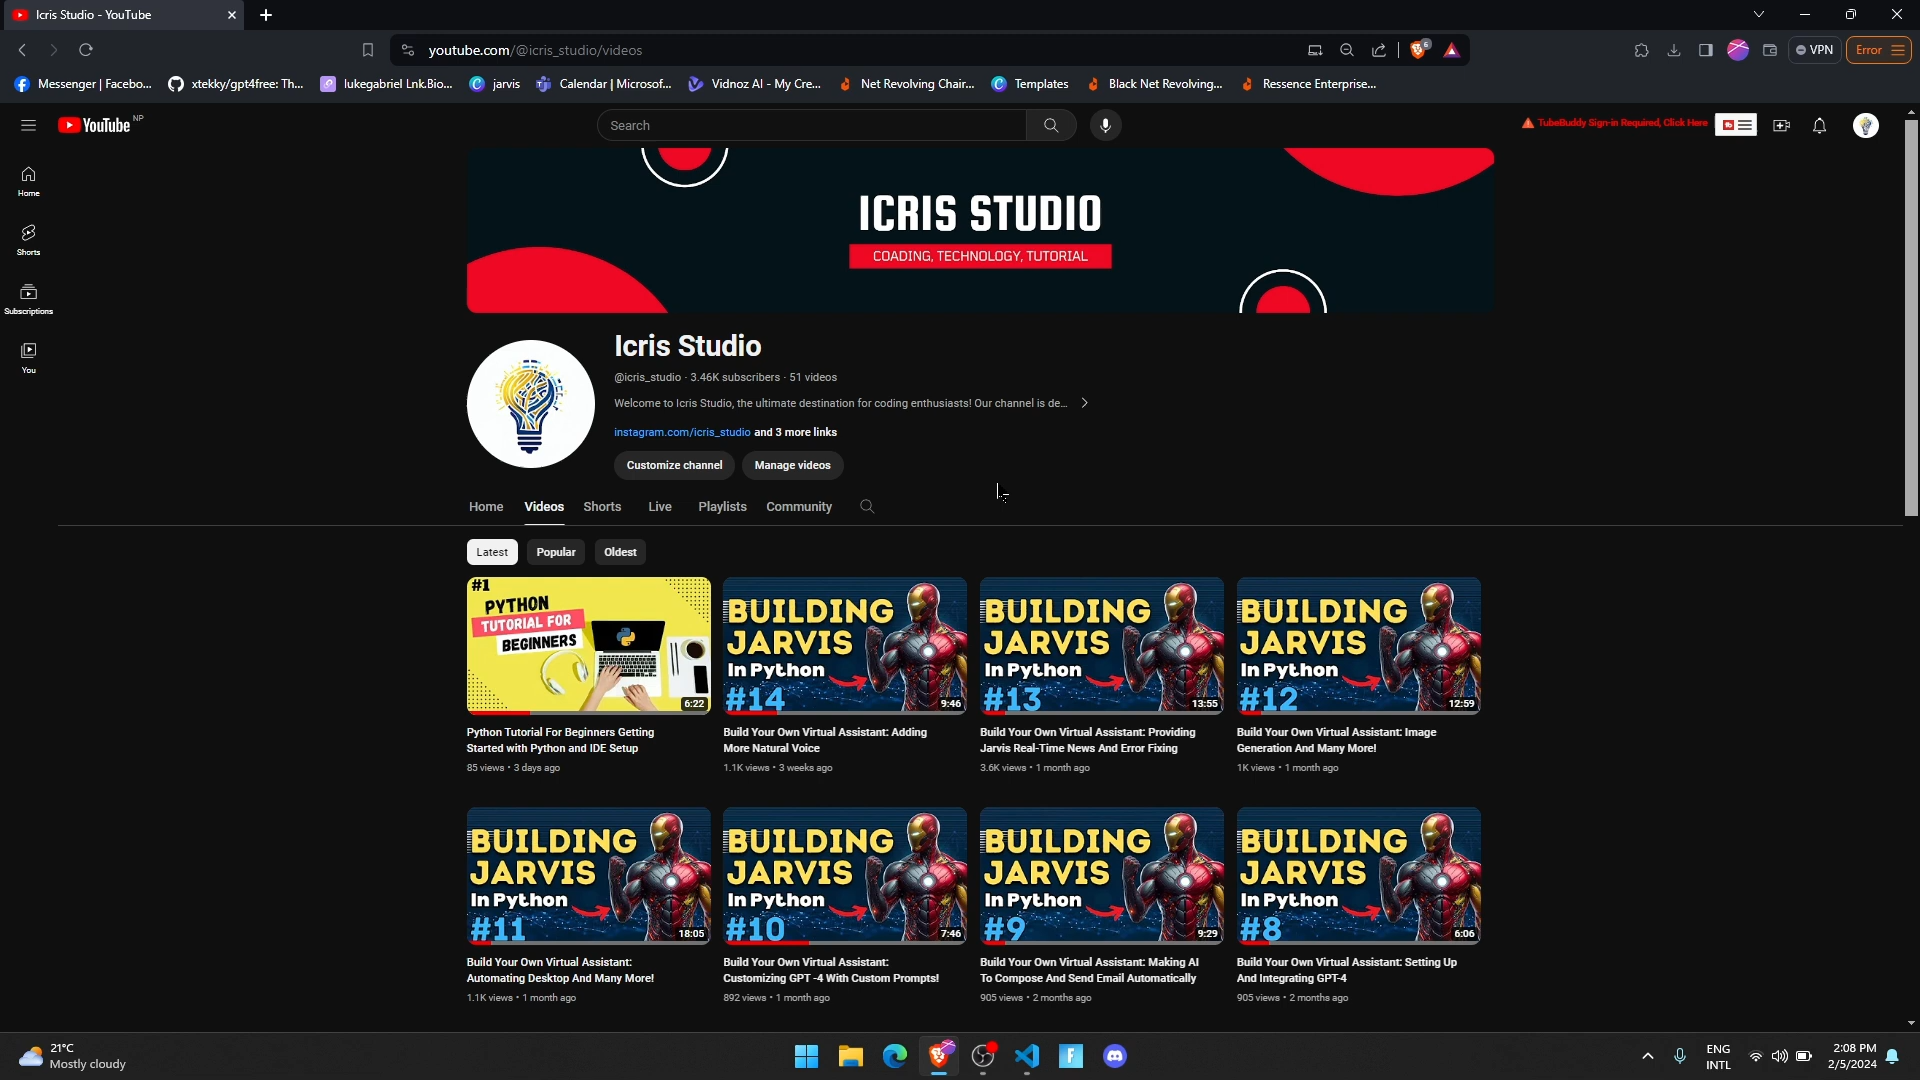 Icris Studio - YouTube
youtube.com/@icris_studio/videos
6
VPN
Error
Messenger | Facebo...
xtekky/gpt4free: Th...
lukegabriel Lnk.Bio...
jarvis
Calendar | Microsof...
Vidnoz AI - My Cre...
Net Revolving Chair...
Templates
Black Net Revolving...
Ressence Enterprise...
YouTube NP
Search
TubeBuddy Sign-in Required, Click Here
Home
Shorts
Subscriptions
You
ICRIS STUDIO
COADING, TECHNOLOGY, TUTORIAL
Icris Studio
@icris_studio · 3.46K subscribers · 51 videos
Welcome to Icris Studio, the ultimate destination for coding enthusiasts! Our channel is de...
instagram.com/icris_studio and 3 more links
Customize channel
Manage videos
Home
Videos
Shorts
Live
Playlists
Community
Latest
Popular
Oldest
#1
PYTHON
TUTORIAL FOR
BEGINNERS
6:22
BUILDING
JARVIS
In Python
#14
9:46
BUILDING
JARVIS
In Python
#13
13:55
BUILDING
JARVIS
In Python
#12
12:59
Python Tutorial For Beginners Getting
Started with Python and IDE Setup
85 views • 3 days ago
Build Your Own Virtual Assistant: Adding
More Natural Voice
1.1K views • 3 weeks ago
Build Your Own Virtual Assistant: Providing
Jarvis Real-Time News And Error Fixing
3.6K views • 1 month ago
Build Your Own Virtual Assistant: Image
Generation And Many More!
1K views • 1 month ago
BUILDING
JARVIS
In Python
#11
18:05
BUILDING
JARVIS
In Python
#10
7:46
BUILDING
JARVIS
In Python
#9
9:29
BUILDING
JARVIS
In Python
#8
6:06
Build Your Own Virtual Assistant:
Automating Desktop And Many More!
1.1K views • 1 month ago
Build Your Own Virtual Assistant:
Customizing GPT -4 With Custom Prompts!
892 views • 1 month ago
Build Your Own Virtual Assistant: Making AI
To Compose And Send Email Automatically
905 views • 2 months ago
Build Your Own Virtual Assistant: Setting Up
And Integrating GPT-4
905 views • 2 months ago
21°C
Mostly cloudy
ENG
INTL
2:08 PM
2/5/2024